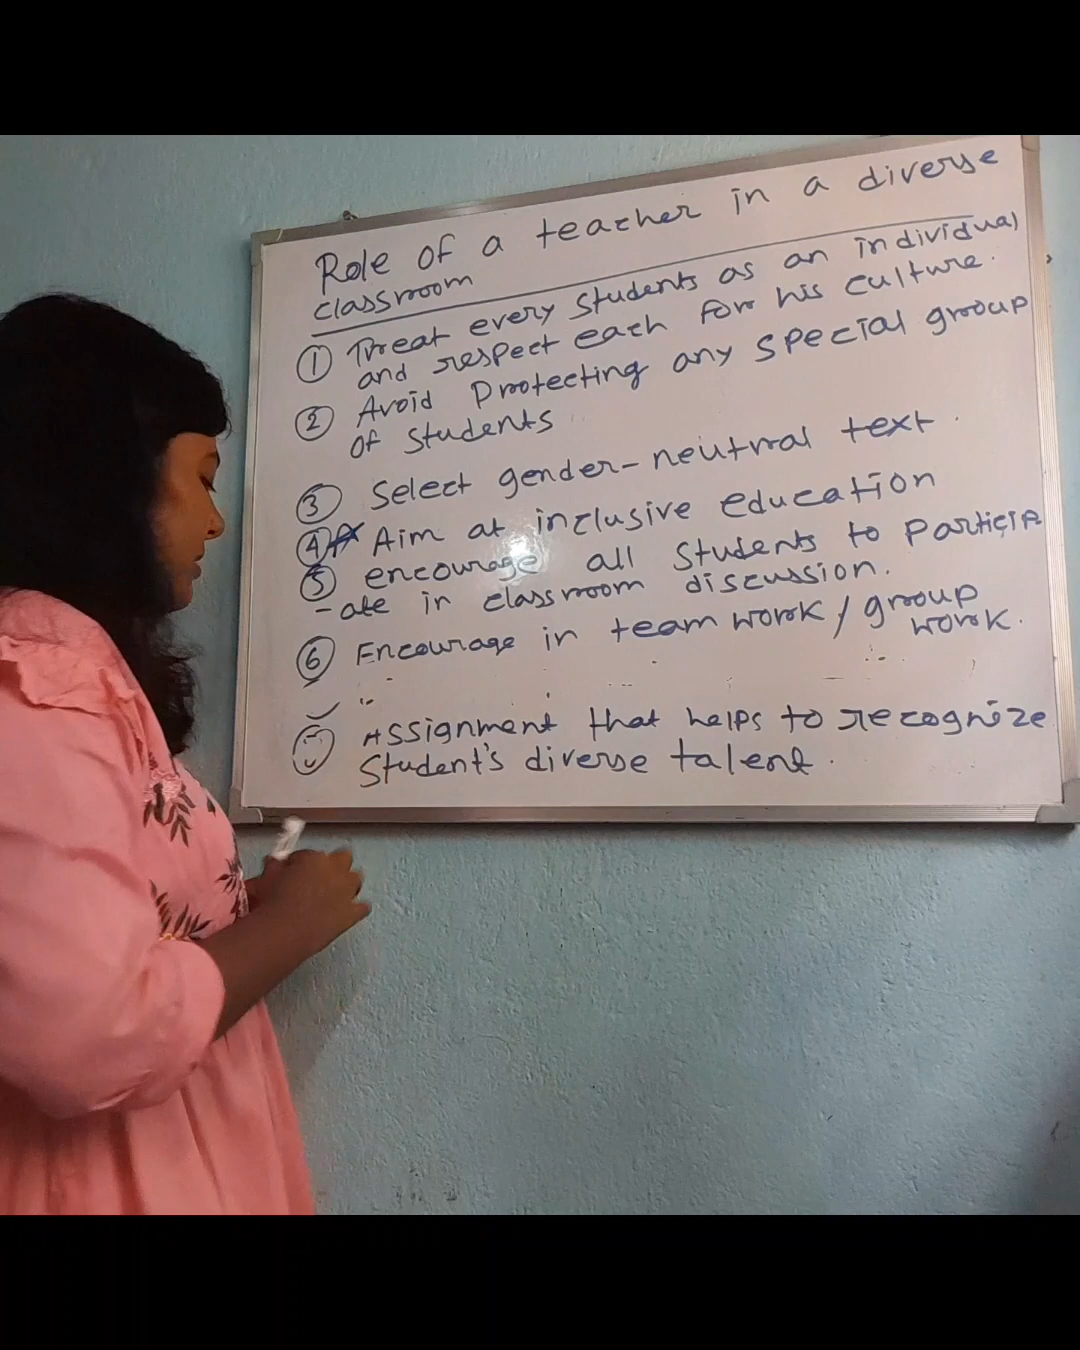 Role of a teacher in a diverse
classroom
① Treat every students as an individual
and respect each for his culture.
② Avoid Protecting any special group
of students
③ Select gender-neutral text.
④ Aim at inclusive education
⑤ encourage all students to particip
-ate in classroom discussion.
⑥ Encourage in team work / group
work.
Assignment that helps to recognize
Student's diverse talent.